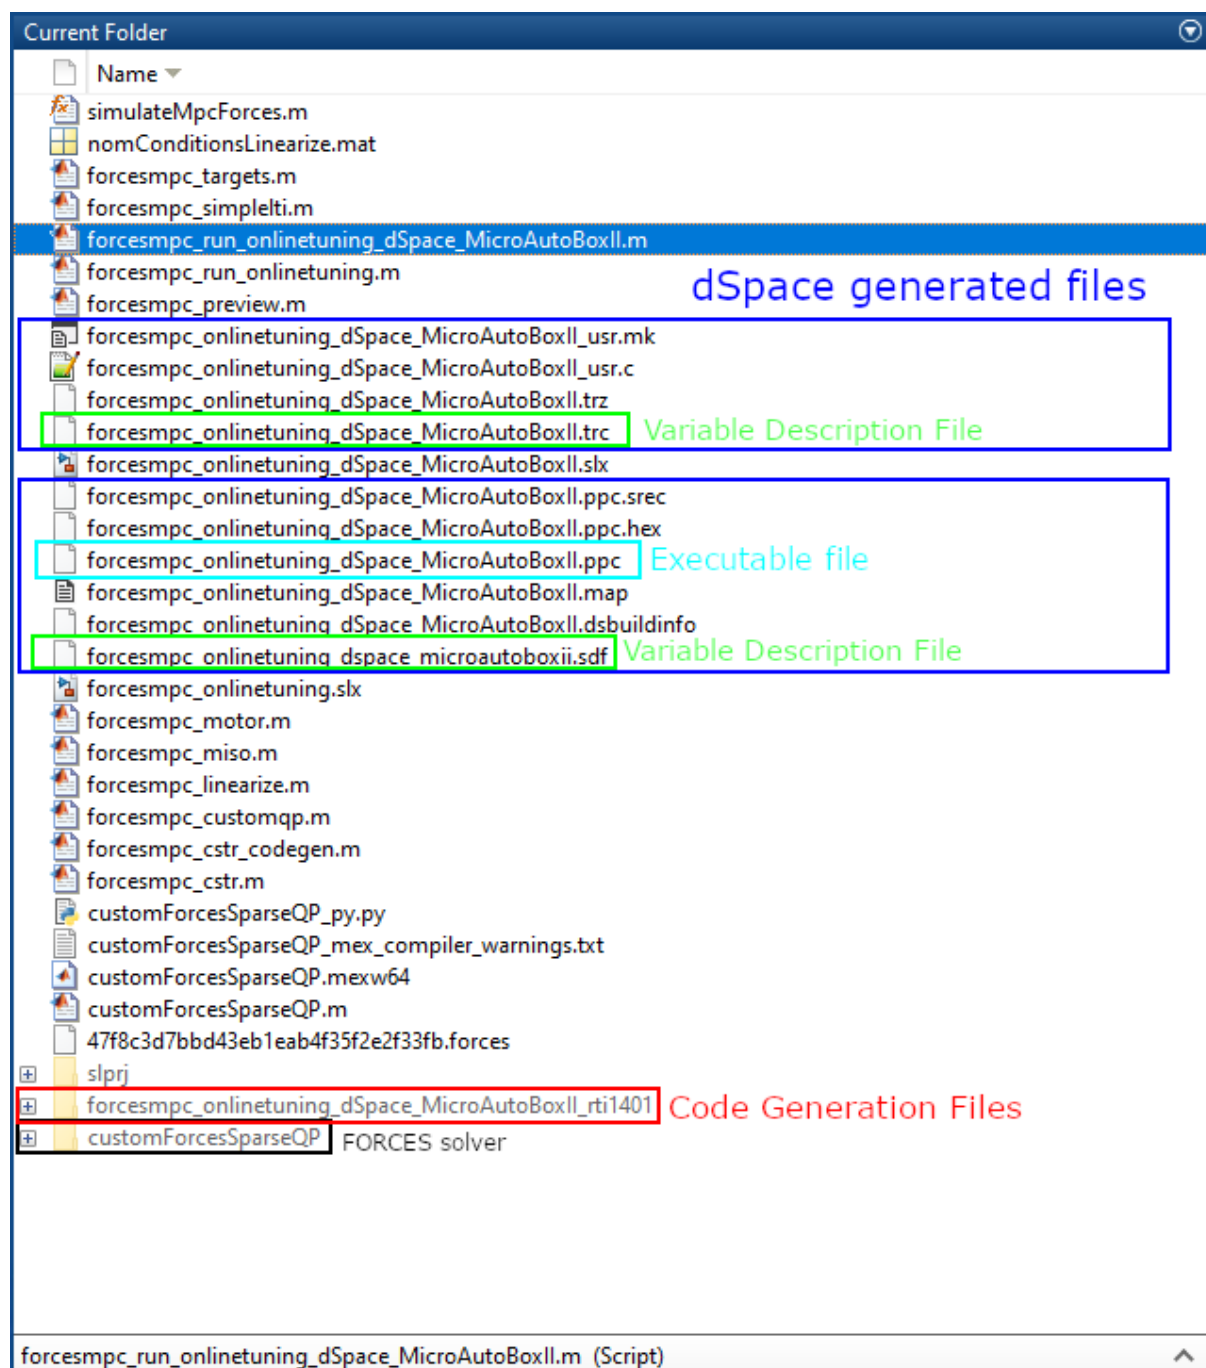 Current Folder
Name
simulateMpcForces.m
nomConditionsLinearize.mat
forcesmpc_targets.m
forcesmpc_simplelti.m
forcesmpc_run_onlinetuning_dSpace_MicroAutoBoxII.m
forcesmpc_run_onlinetuning.m
dSpace generated files
forcesmpc_preview.m
forcesmpc_onlinetuning_dSpace_MicroAutoBoxII_usr.mk
forcesmpc_onlinetuning_dSpace_MicroAutoBoxII_usr.c
forcesmpc_onlinetuning_dSpace_MicroAutoBoxII.trz
forcesmpc_onlinetuning_dSpace_MicroAutoBoxII.trc Variable Description File
forcesmpc_onlinetuning_dSpace_MicroAutoBoxII.slx
forcesmpc_onlinetuning_dSpace_MicroAutoBoxII.ppc.srec
forcesmpc_onlinetuning_dSpace_MicroAutoBoxII.ppc.hex
forcesmpc_onlinetuning_dSpace_MicroAutoBoxII.ppc Executable file
forcesmpc_onlinetuning_dSpace_MicroAutoBoxII.map
forcesmpc_onlinetuning_dSpace_MicroAutoBoxII.dsbuildinfo
forcesmpc_onlinetuning_dspace_microautoboxii.sdf Variable Description File
forcesmpc_onlinetuning.slx
forcesmpc_motor.m
forcesmpc_miso.m
forcesmpc_linearize.m
forcesmpc_customqp.m
forcesmpc_cstr_codegen.m
forcesmpc_cstr.m
customForcesSparseQP_py.py
customForcesSparseQP_mex_compiler_warnings.txt
customForcesSparseQP.mexw64
customForcesSparseQP.m
47f8c3d7bbd43eb1eab4f35f2e2f33fb.forces
slprj
forcesmpc_onlinetuning_dSpace_MicroAutoBoxII_rti1401 Code Generation Files
customForcesSparseQP FORCES solver
forcesmpc_run_onlinetuning_dSpace_MicroAutoBoxII.m (Script)